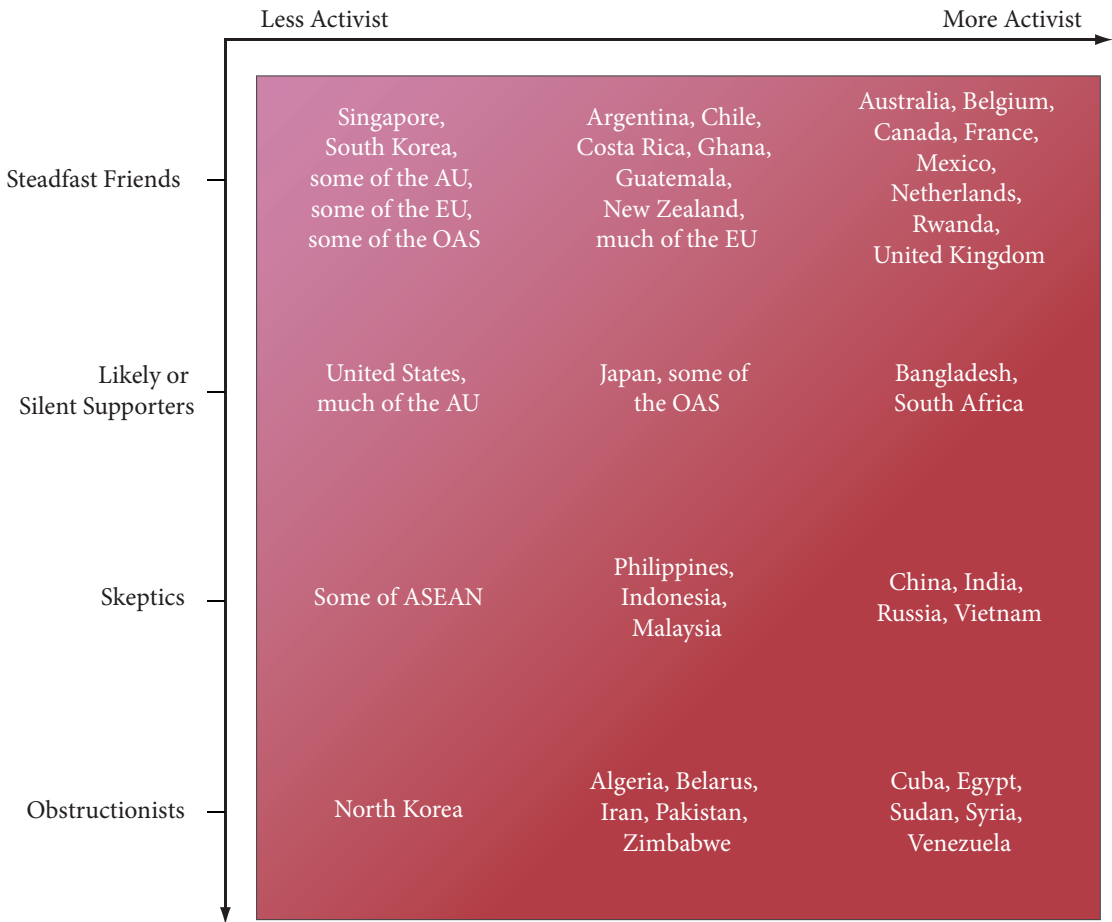 Less Activist
More Activist
Steadfast Friends
Singapore,
South Korea,
some of the AU,
some of the EU,
some of the OAS
Argentina, Chile,
Costa Rica, Ghana,
Guatemala,
New Zealand,
much of the EU
Australia, Belgium,
Canada, France,
Mexico,
Netherlands,
Rwanda,
United Kingdom
Likely or
Silent Supporters
United States,
much of the AU
Japan, some of
the OAS
Bangladesh,
South Africa
Skeptics
Some of ASEAN
Philippines,
Indonesia,
Malaysia
China, India,
Russia, Vietnam
Obstructionists
North Korea
Algeria, Belarus,
Iran, Pakistan,
Zimbabwe
Cuba, Egypt,
Sudan, Syria,
Venezuela